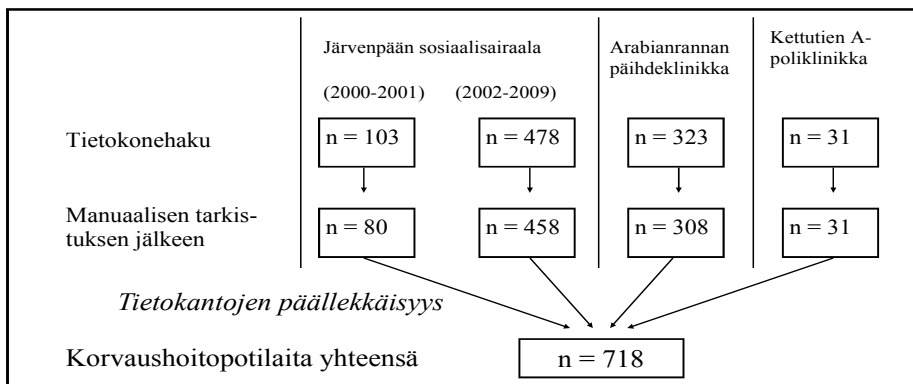 Järvenpään sosiaalisairaala
Arabianrannan
päihdeklinikka
Kettutien A-
poliklinikka
(2000-2001) (2002-2009)
Tietokonehaku
n = 103
n = 478
n = 323
n = 31
Manuaalisen tarkis-
tuksen jälkeen
n = 80
n = 458
n = 308
n = 31
Tietokantojen päällekkäisyys
Korvaushoitopotilaita yhteensä
n = 718